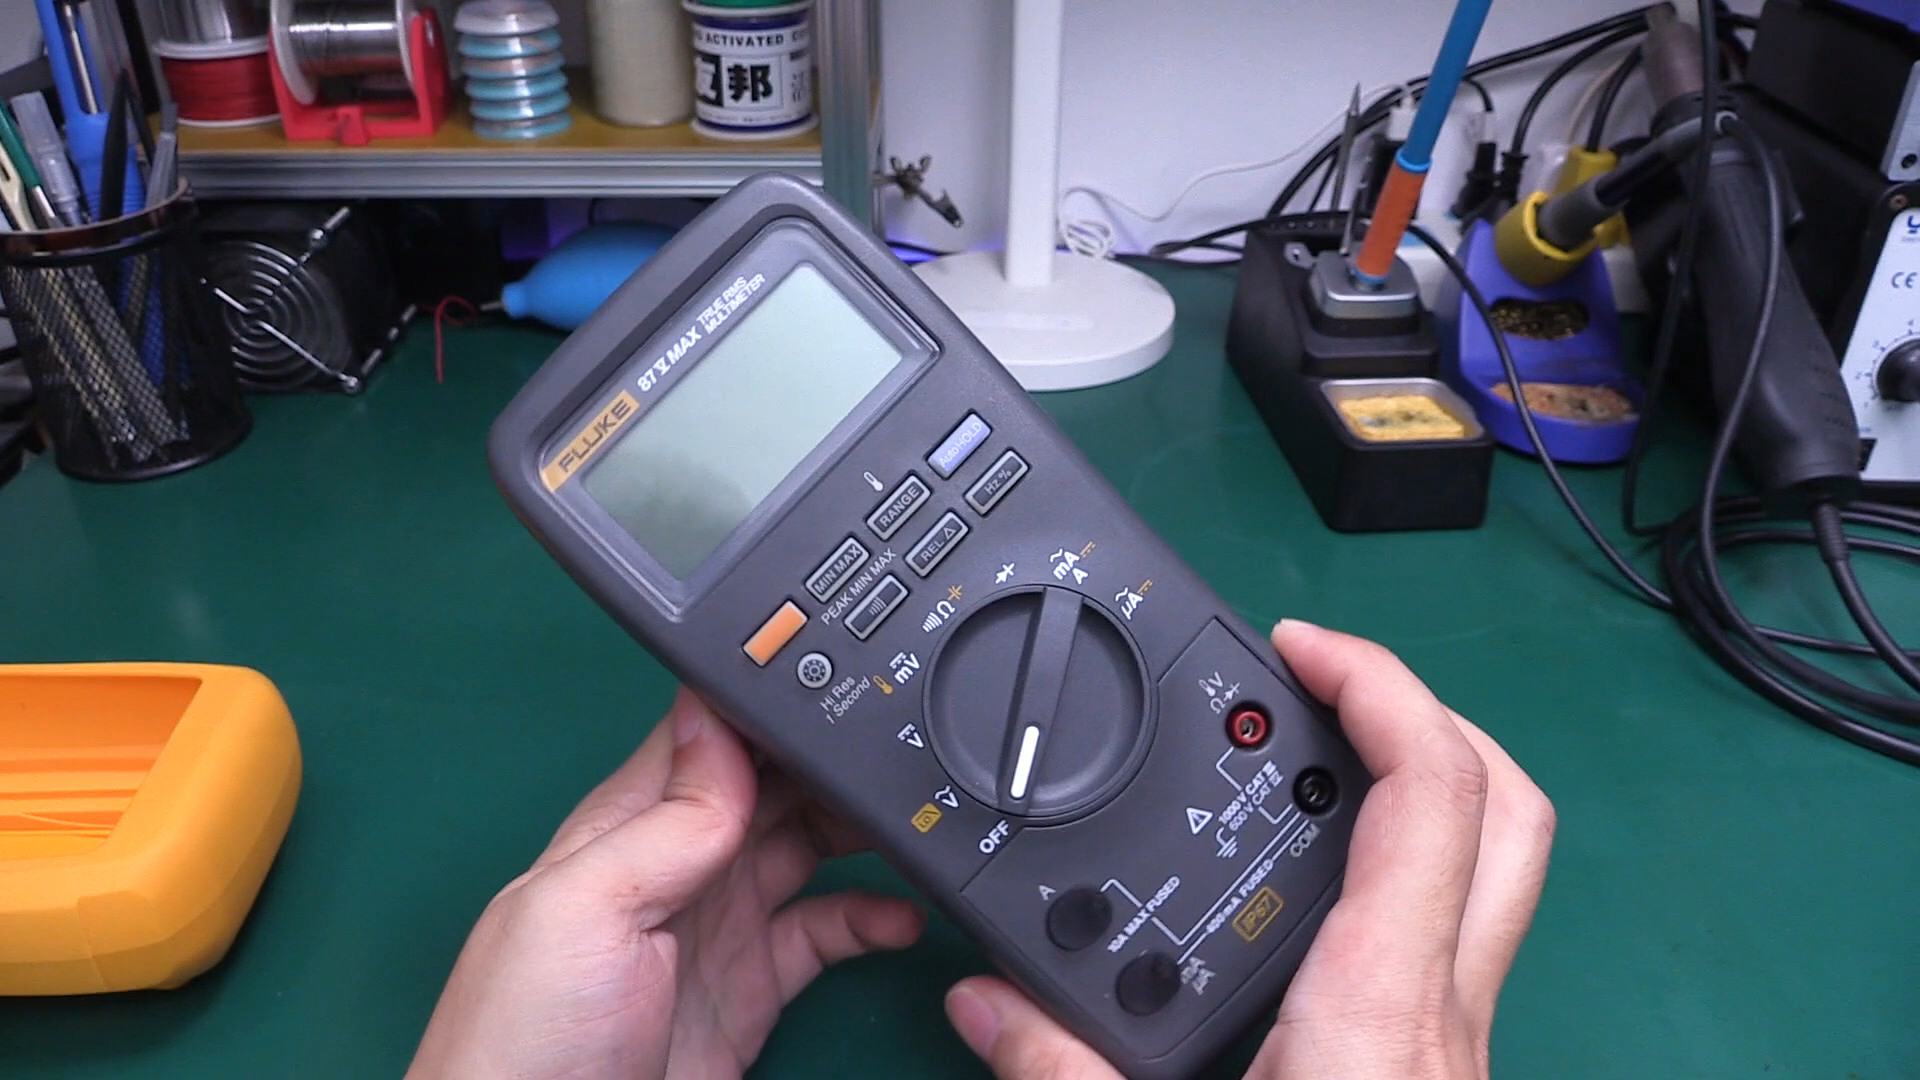 ACTIVATED
邦
FLUKE
87 V MAX
TRUE RMS
MULTIMETER
AutoHOLD
RANGE
Hz %
MIN MAX
REL △
PEAK MIN MAX
Hi Res
1 Second
mA
A
µA
Ω
mV
V
V
OFF
V
Ω
1000 V CAT III
600 V CAT IV
COM
A
10A MAX FUSED
400mA FUSED
IP67
mA
µA
CE